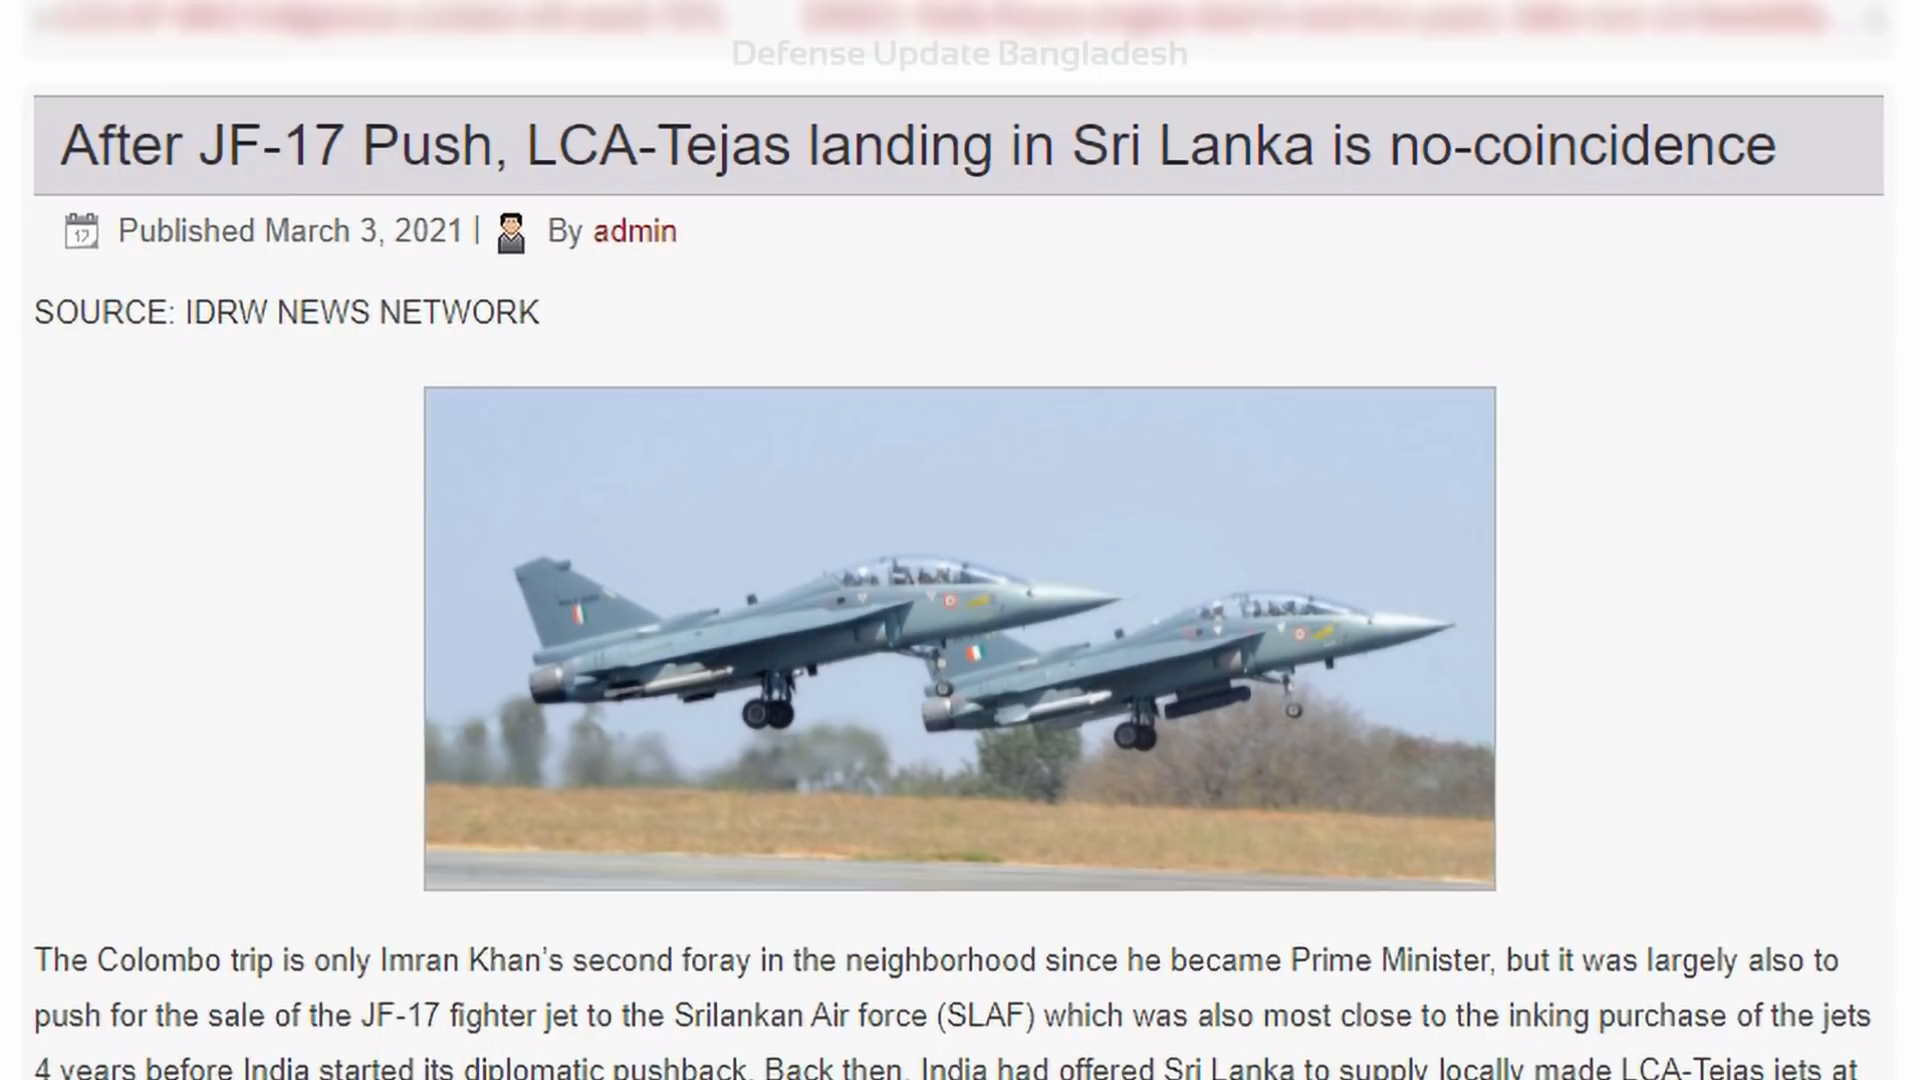 Defense Update Bangladesh
After JF-17 Push, LCA-Tejas landing in Sri Lanka is no-coincidence
Published March 3, 2021 | By admin
SOURCE: IDRW NEWS NETWORK
The Colombo trip is only Imran Khan’s second foray in the neighborhood since he became Prime Minister, but it was largely also to
push for the sale of the JF-17 fighter jet to the Srilankan Air force (SLAF) which was also most close to the inking purchase of the jets
4 years before India started its diplomatic pushback. Back then, India had offered Sri Lanka to supply locally made LCA-Tejas jets at